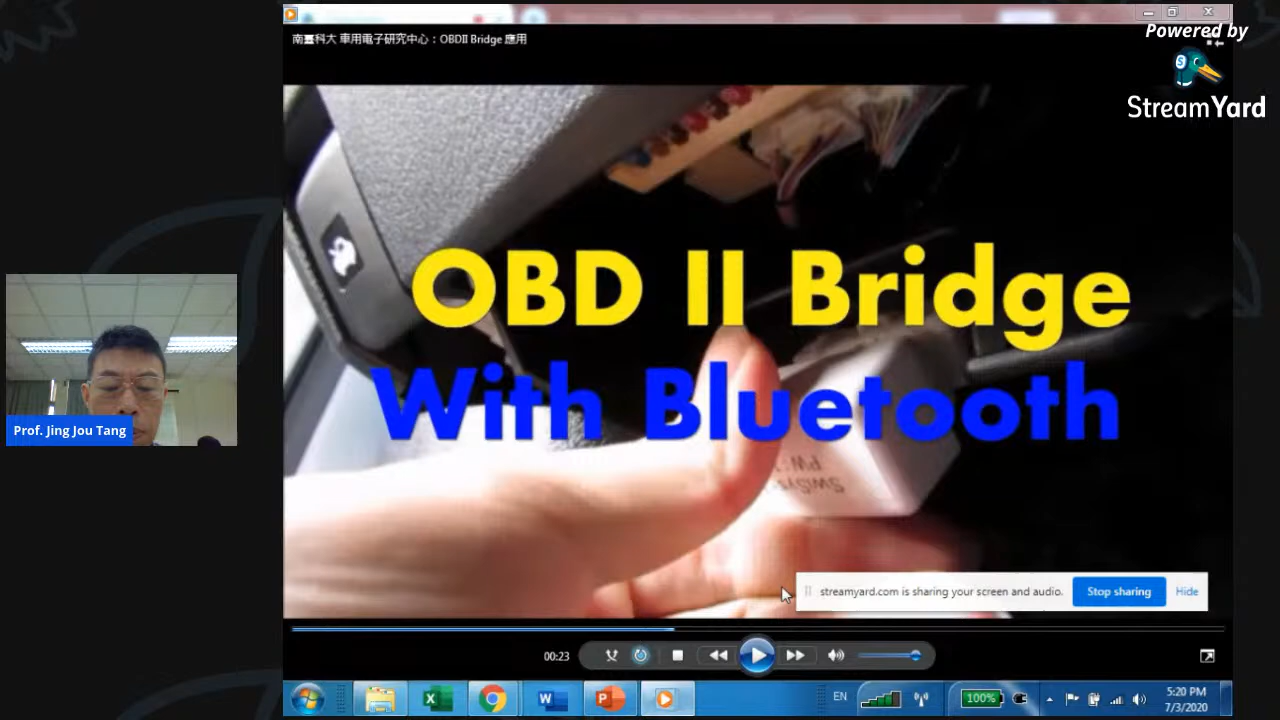 南臺科大 車用電子研究中心：OBDII Bridge 應用
Powered by
StreamYard
OBD II Bridge
With Bluetooth
Prof. Jing Jou Tang
streamyard.com is sharing your screen and audio.
Stop sharing
Hide
00:23
EN
100%
5:20 PM
7/3/2020